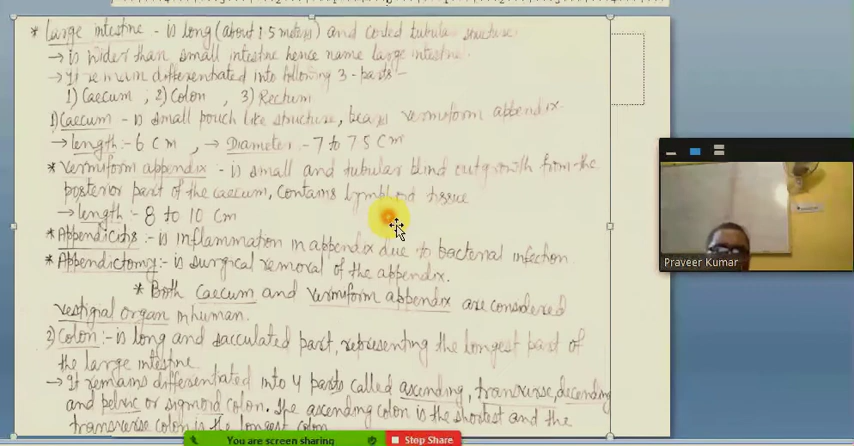 * Large intestine - is long (about 1.5 meters) and coiled tubular structure.
→ is wider than small intestine hence name large intestine.
→ It remain differentiated into following 3-parts-
1) Caecum , 2) Colon , 3) Rectum
1) Caecum - is small pouch like structure, bears vermiform appendix.
→ length:- 6 Cm , → Diameter - 7 to 7.5 Cm
* Vermiform appendix - is small and tubular blind outgrowth from the
posterior part of the caecum, contains lymphoid tissue
→ length:- 8 to 10 Cm
* Appendicitis :- is inflammation in appendix due to bacterial infection
* Appendictomy:- is surgical removal of the appendix.
* Both Caecum and vermiform appendix are considered
vestigial organ in human.
2) Colon:- is long and sacculated part, representing the longest part of
the large intestine.
→ It remains differentiated into 4 parts called ascending, transverse, decending
and pelvic or sigmoid colon. The ascending colon is the shortest and the
transverse colon is the longest colon
Praveer Kumar
You are screen sharing
Stop Share